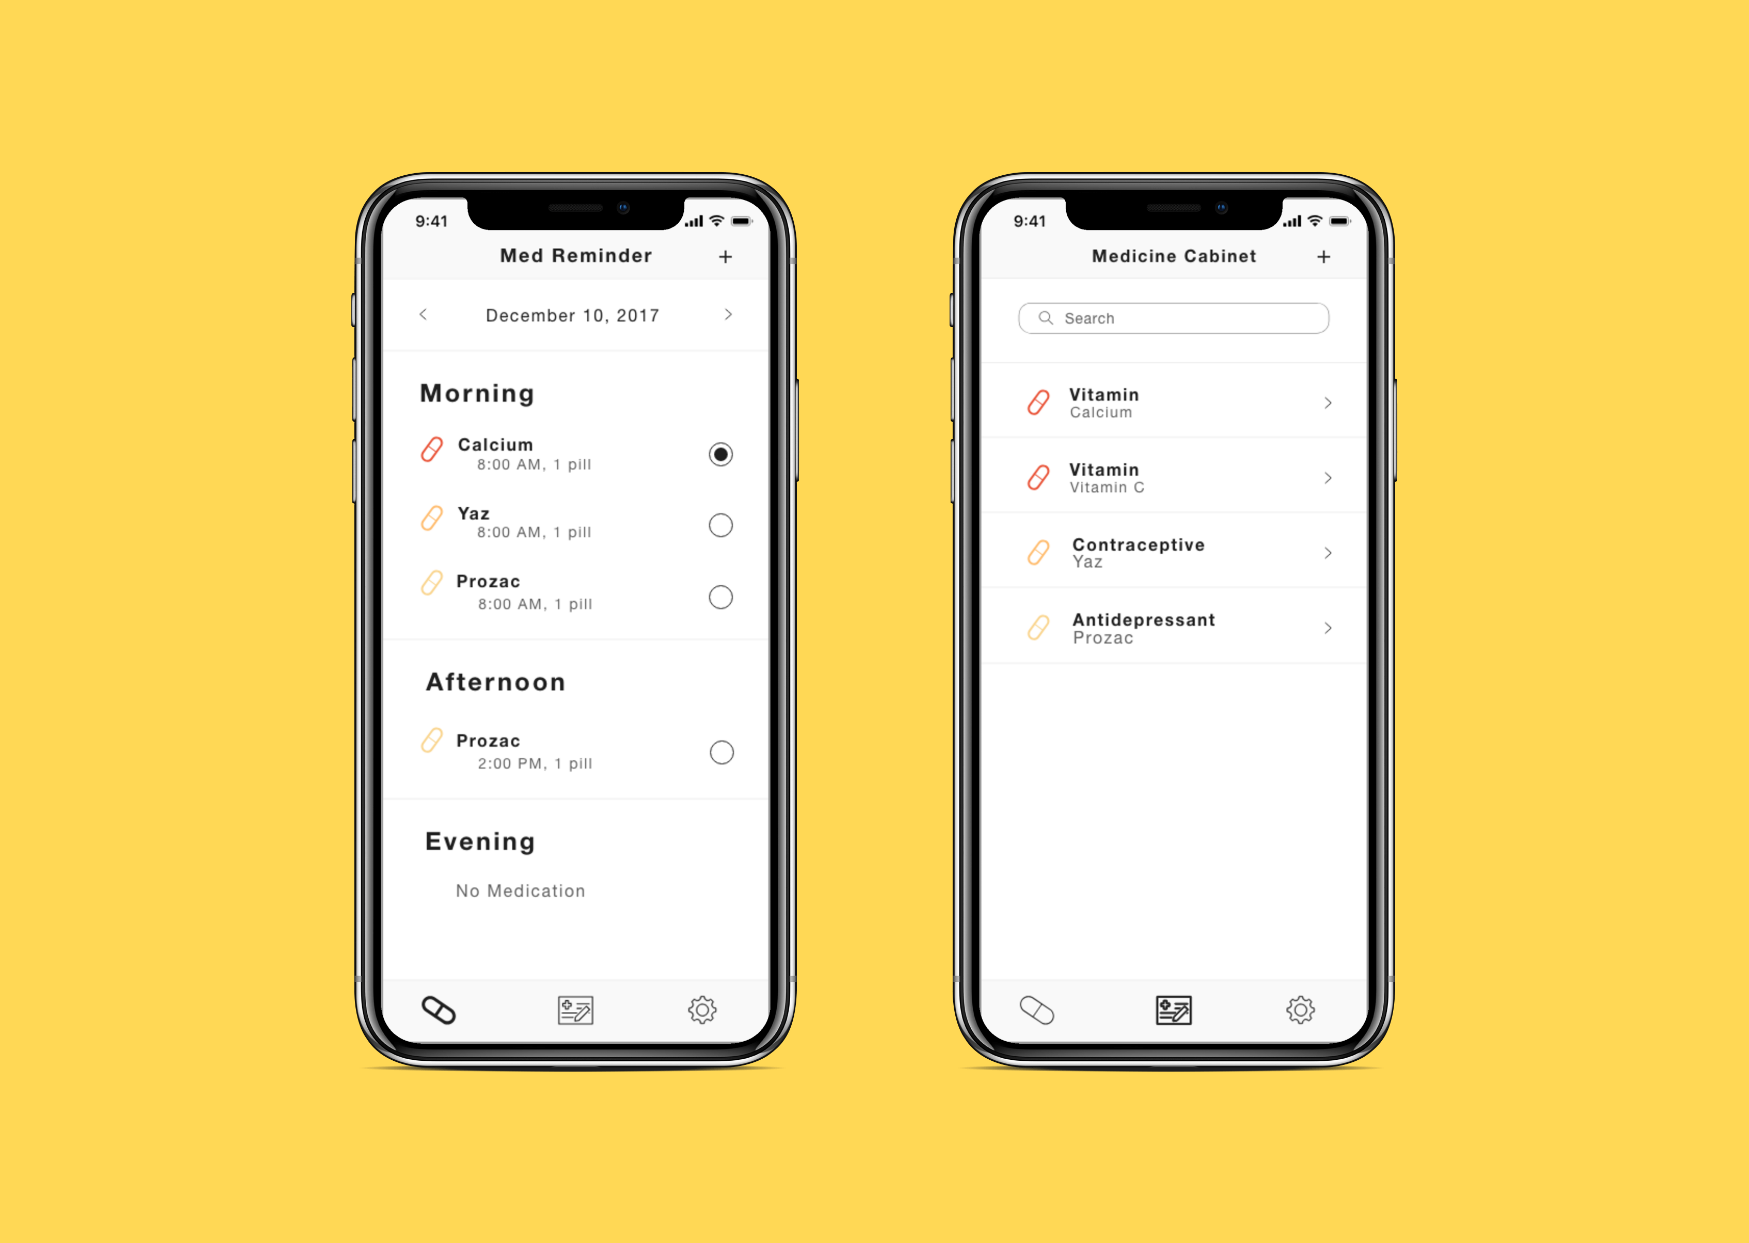 9:41
Med Reminder +
< December 10, 2017 >
Morning
Calcium
8:00 AM, 1 pill
Yaz
8:00 AM, 1 pill
Prozac
8:00 AM, 1 pill
Afternoon
Prozac
2:00 PM, 1 pill
Evening
No Medication
9:41
Medicine Cabinet +
Search
Vitamin
Calcium
Vitamin
Vitamin C
Contraceptive
Yaz
Antidepressant
Prozac